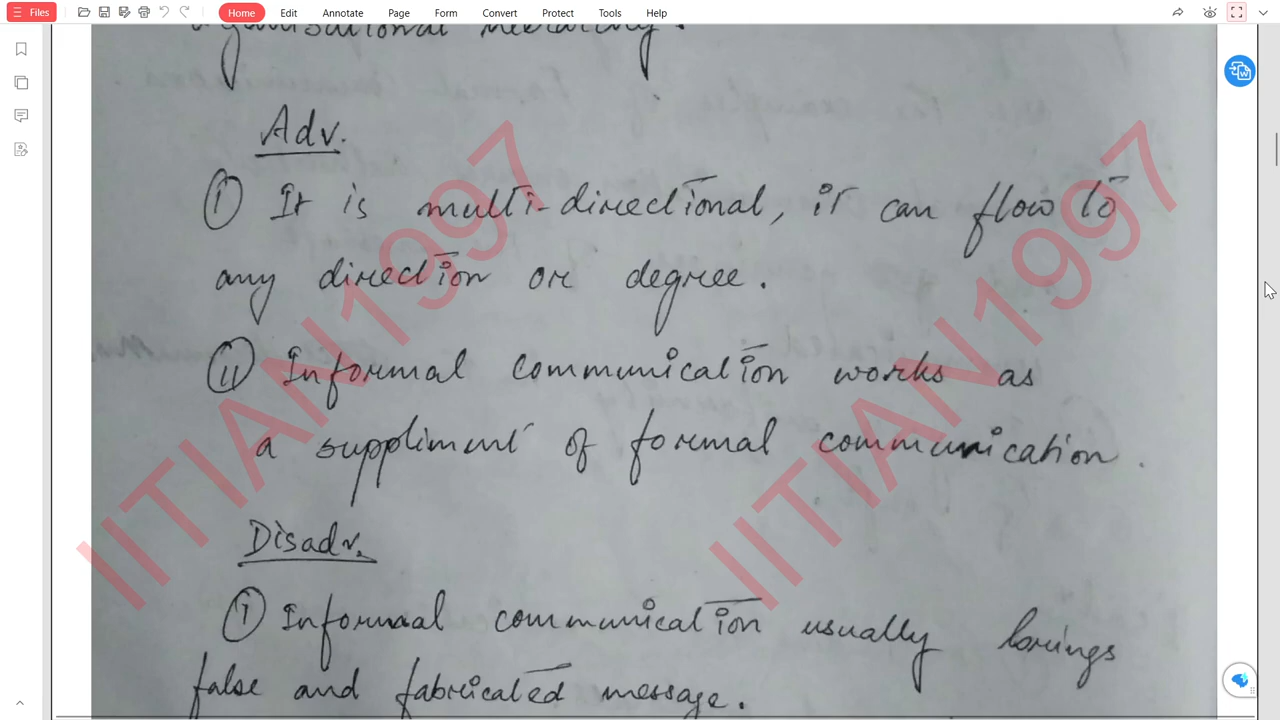 Files
Home Edit Annotate Page Form Convert Protect Tools Help
organisational hierarchy.
Adv.
(i) It is multi-directional, it can flow to
any direction or degree.
(ii) Informal communication works as
a suppliment of formal communication.
Disadv.
(i) Informal communication usually brings
false and fabricated message.
IITIAN1997
IITIAN1997